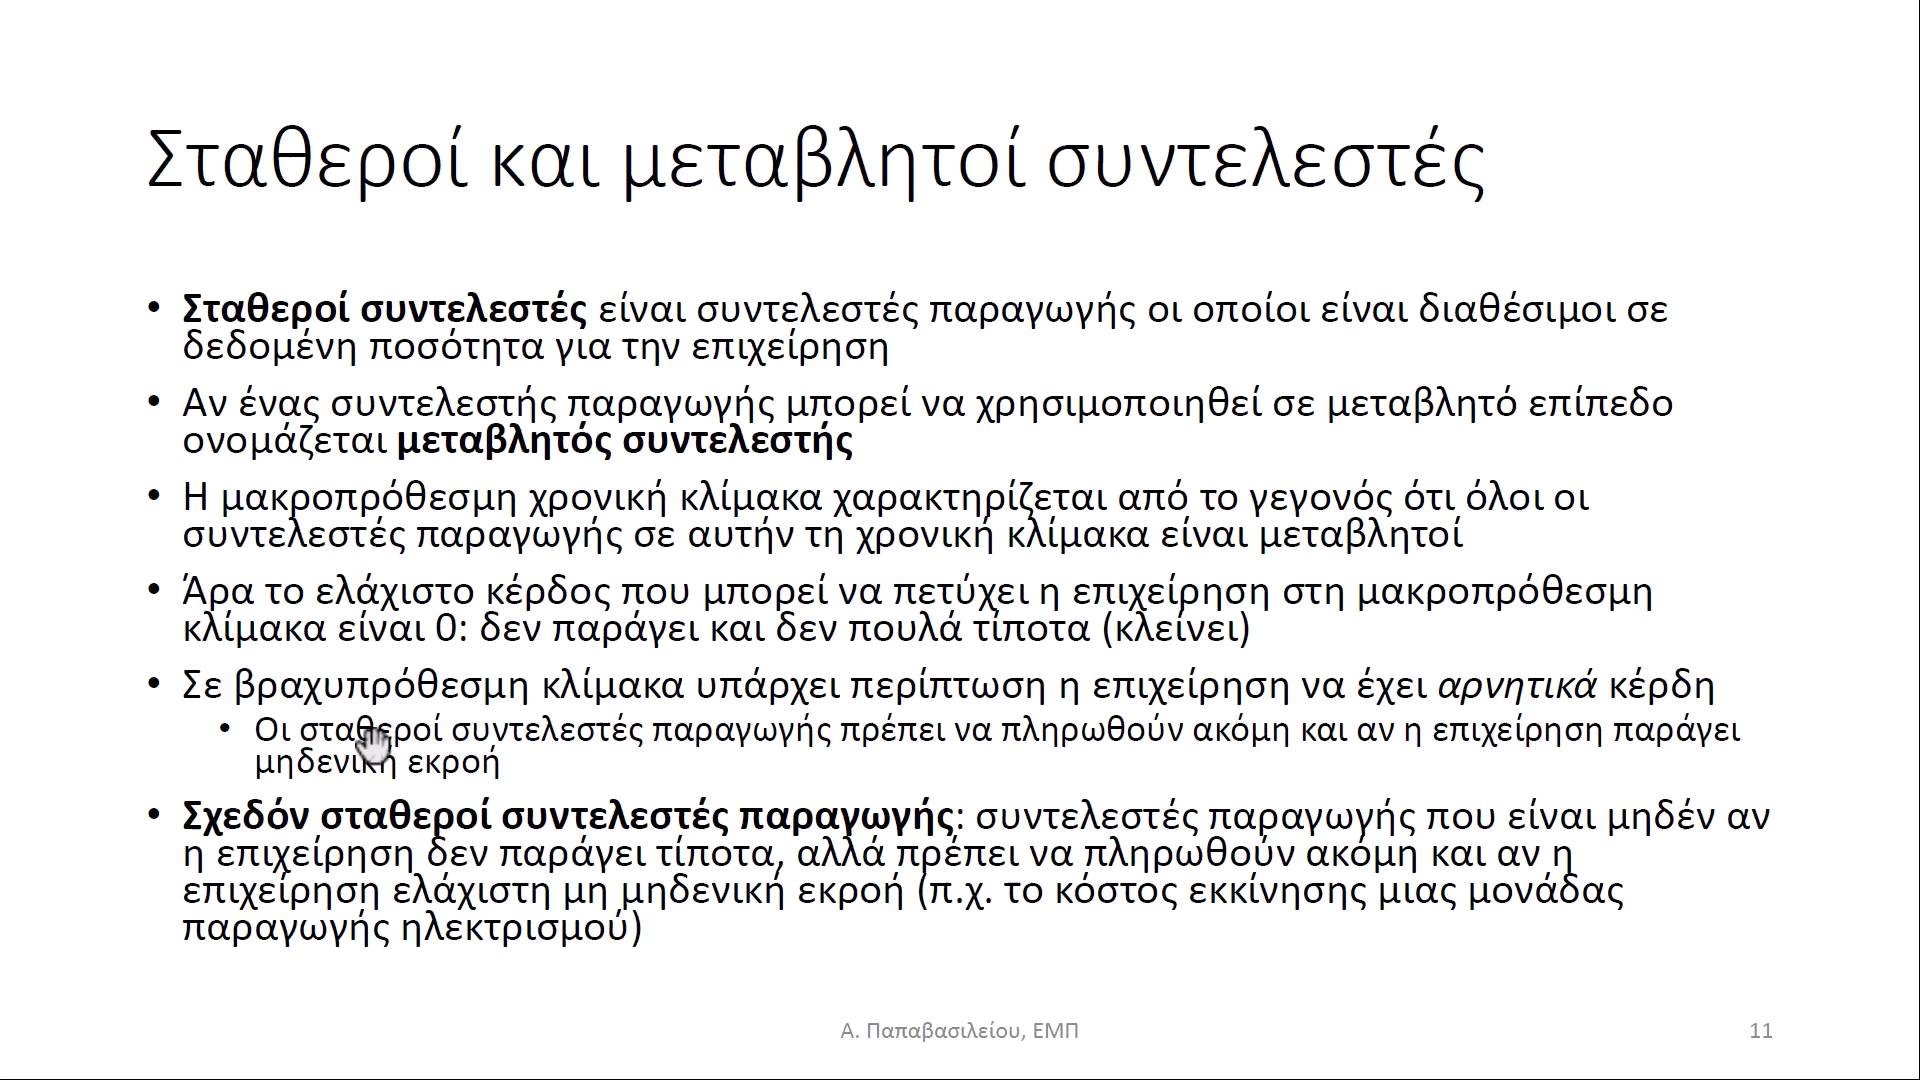 Σταθεροί και μεταβλητοί συντελεστές
• Σταθεροί συντελεστές είναι συντελεστές παραγωγής οι οποίοι είναι διαθέσιμοι σε
δεδομένη ποσότητα για την επιχείρηση
• Αν ένας συντελεστής παραγωγής μπορεί να χρησιμοποιηθεί σε μεταβλητό επίπεδο
ονομάζεται μεταβλητός συντελεστής
• Η μακροπρόθεσμη χρονική κλίμακα χαρακτηρίζεται από το γεγονός ότι όλοι οι
συντελεστές παραγωγής σε αυτήν τη χρονική κλίμακα είναι μεταβλητοί
• Άρα το ελάχιστο κέρδος που μπορεί να πετύχει η επιχείρηση στη μακροπρόθεσμη
κλίμακα είναι 0: δεν παράγει και δεν πουλά τίποτα (κλείνει)
• Σε βραχυπρόθεσμη κλίμακα υπάρχει περίπτωση η επιχείρηση να έχει αρνητικά κέρδη
• Οι σταθεροί συντελεστές παραγωγής πρέπει να πληρωθούν ακόμη και αν η επιχείρηση παράγει
μηδενική εκροή
• Σχεδόν σταθεροί συντελεστές παραγωγής: συντελεστές παραγωγής που είναι μηδέν αν
η επιχείρηση δεν παράγει τίποτα, αλλά πρέπει να πληρωθούν ακόμη και αν η
επιχείρηση ελάχιστη μη μηδενική εκροή (π.χ. το κόστος εκκίνησης μιας μονάδας
παραγωγής ηλεκτρισμού)
Α. Παπαβασιλείου, ΕΜΠ
11